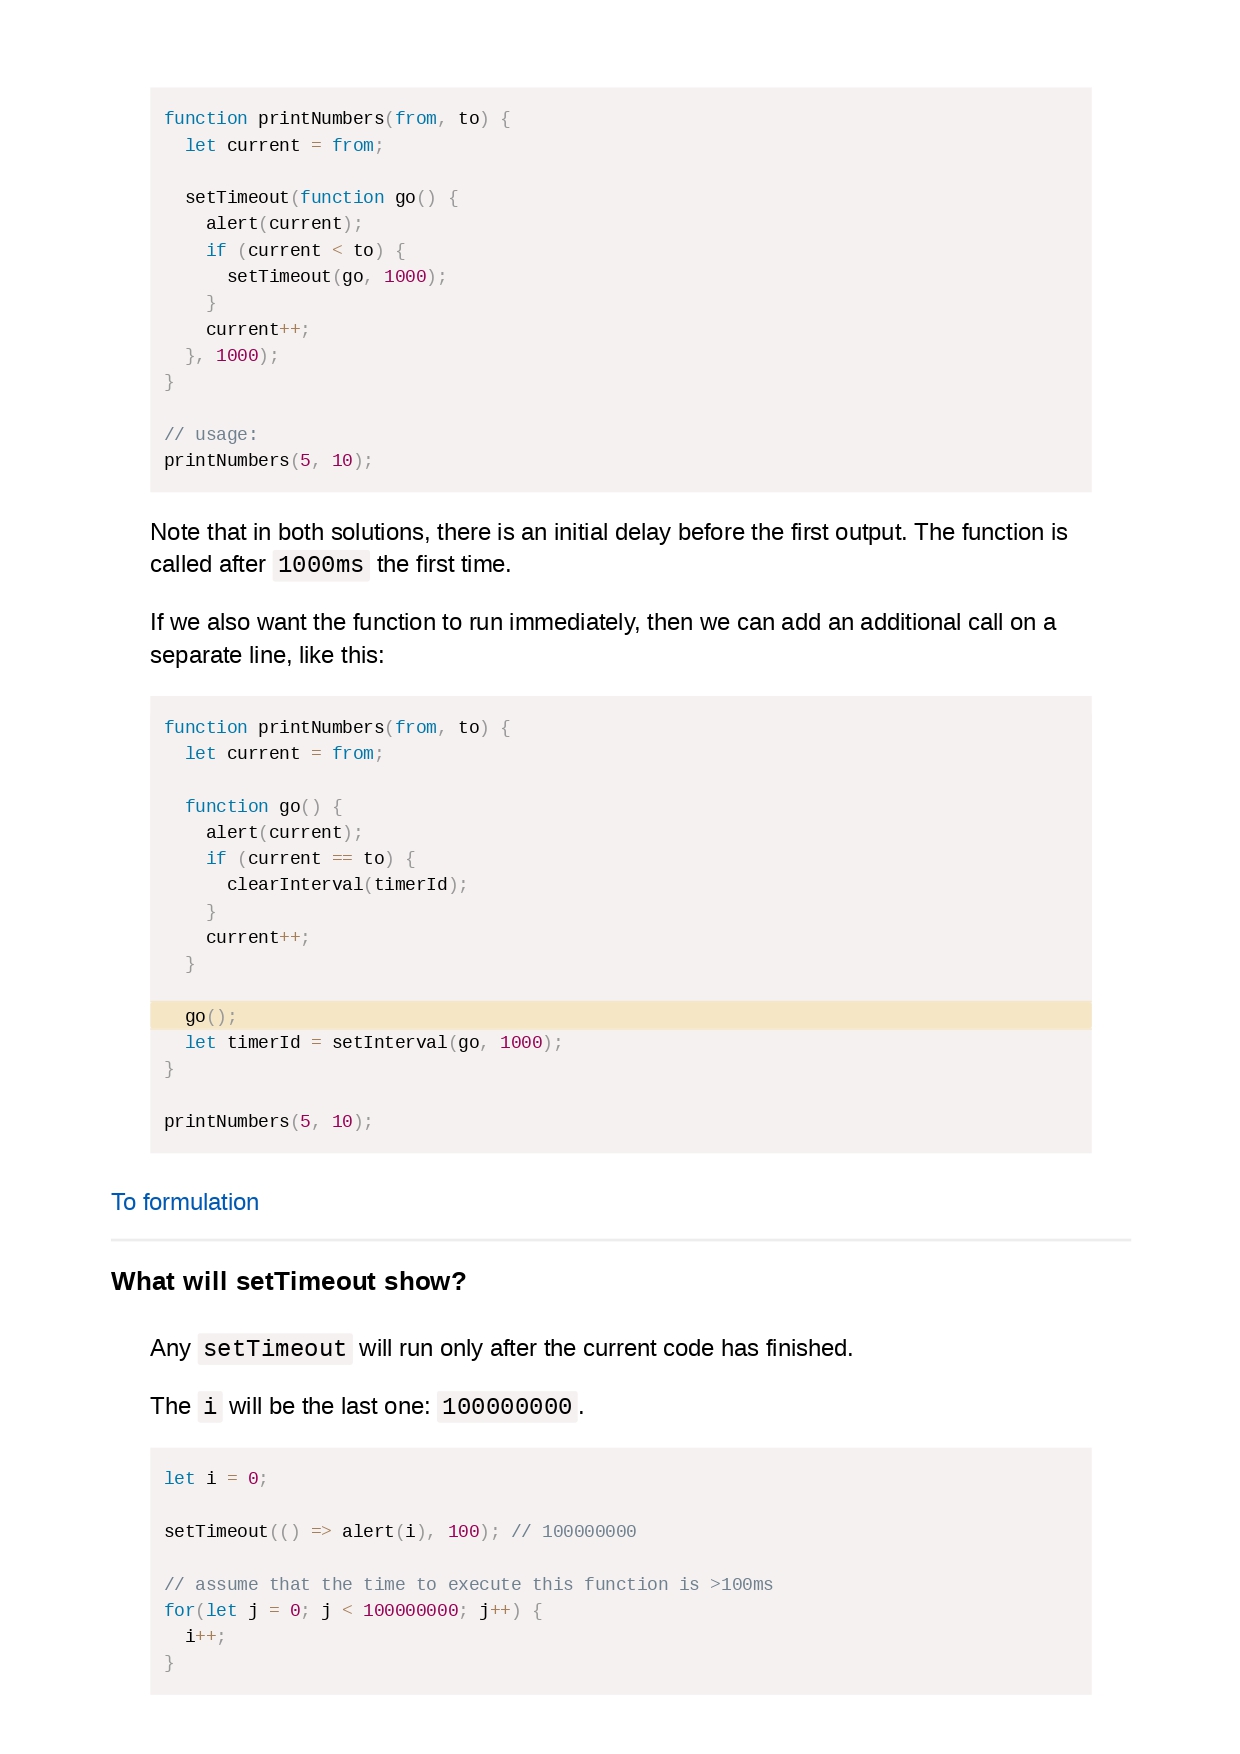 function printNumbers(from, to) {
  let current = from;

  setTimeout(function go() {
    alert(current);
    if (current < to) {
      setTimeout(go, 1000);
    }
    current++;
  }, 1000);
}

// usage:
printNumbers(5, 10);
Note that in both solutions, there is an initial delay before the first output. The function is
called after 1000ms the first time.
If we also want the function to run immediately, then we can add an additional call on a
separate line, like this:
function printNumbers(from, to) {
  let current = from;

  function go() {
    alert(current);
    if (current == to) {
      clearInterval(timerId);
    }
    current++;
  }

  go();
  let timerId = setInterval(go, 1000);
}

printNumbers(5, 10);
To formulation
What will setTimeout show?
Any setTimeout will run only after the current code has finished.
The i will be the last one: 100000000.
let i = 0;

setTimeout(() => alert(i), 100); // 100000000

// assume that the time to execute this function is >100ms
for(let j = 0; j < 100000000; j++) {
  i++;
}